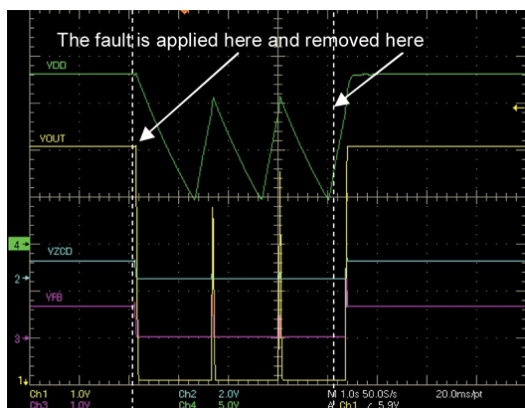 The fault is applied here and removed here
VDD
VOUT
4
VZCD
2
VFB
3
1
Ch1 1.0V Ch2 2.0V M 1.0s 50.0S/s 20.0ms/pt
Ch3 1.0V Ch4 5.0V A Ch1 5.9V